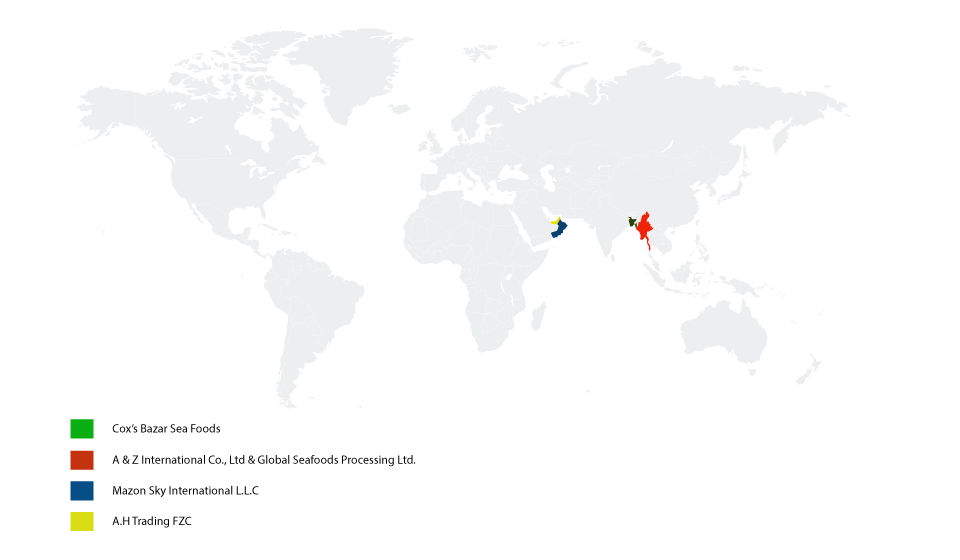 Cox's Bazar Sea Foods
A & Z International Co., Ltd & Global Seafoods Processing Ltd.
Mazon Sky International L.L.C
A.H Trading FZC